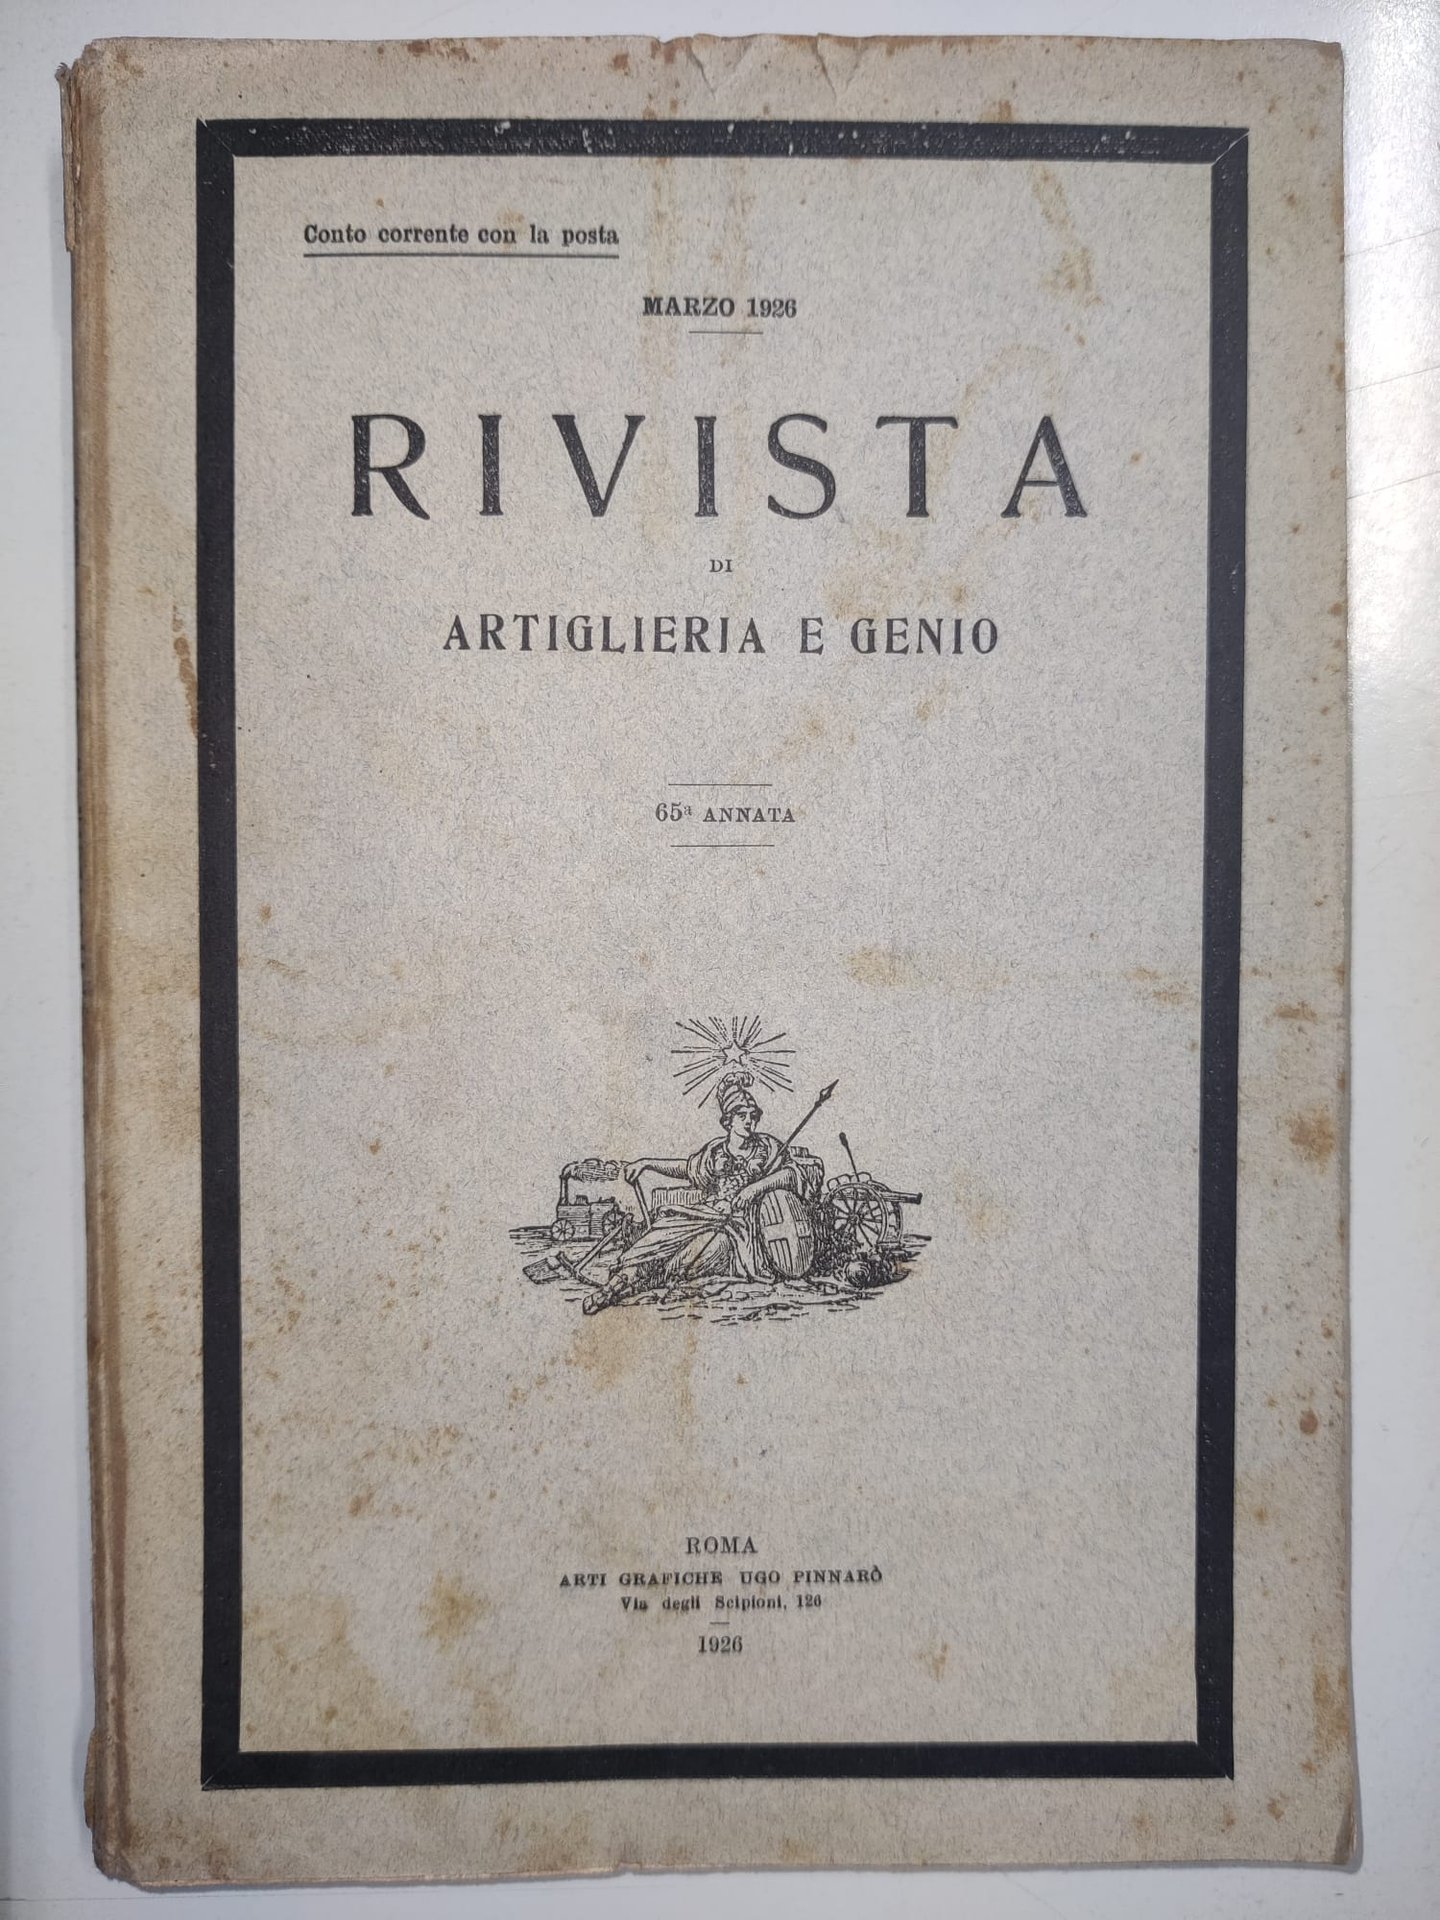 Conto corrente con la posta
MARZO 1926
RIVISTA
DI
ARTIGLIERIA E GENIO
65ª ANNATA
ROMA
ARTI GRAFICHE UGO PINNARÒ
Via degli Scipioni, 126
1926